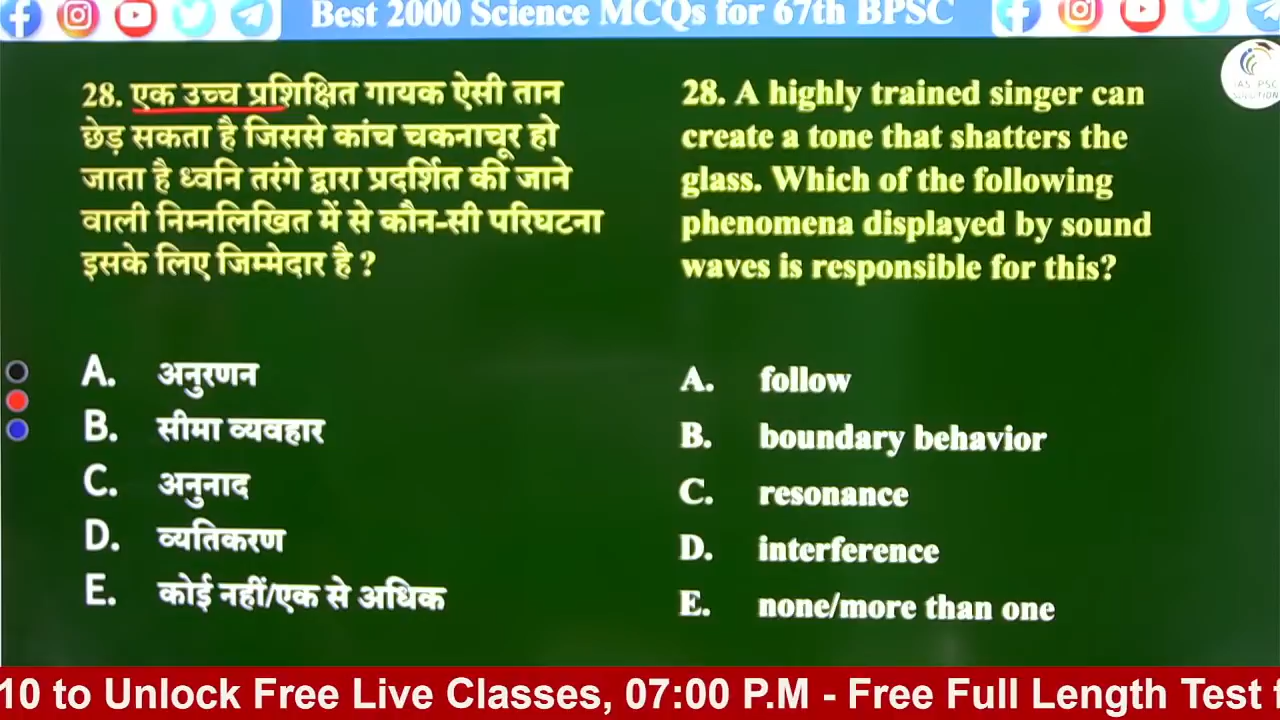 Best 2000 Science MCQs for 67th BPSC
IAS PSC
SOLUTION
28. एक उच्च प्रशिक्षित गायक ऐसी तान
छेड़ सकता है जिससे कांच चकनाचूर हो
जाता है ध्वनि तरंगे द्वारा प्रदर्शित की जाने
वाली निम्नलिखित में से कौन-सी परिघटना
इसके लिए जिम्मेदार है ?
A. अनुरणन
B. सीमा व्यवहार
C. अनुनाद
D. व्यतिकरण
E. कोई नहीं/एक से अधिक
28. A highly trained singer can
create a tone that shatters the
glass. Which of the following
phenomena displayed by sound
waves is responsible for this?
A. follow
B. boundary behavior
C. resonance
D. interference
E. none/more than one
10 to Unlock Free Live Classes, 07:00 P.M - Free Full Length Test